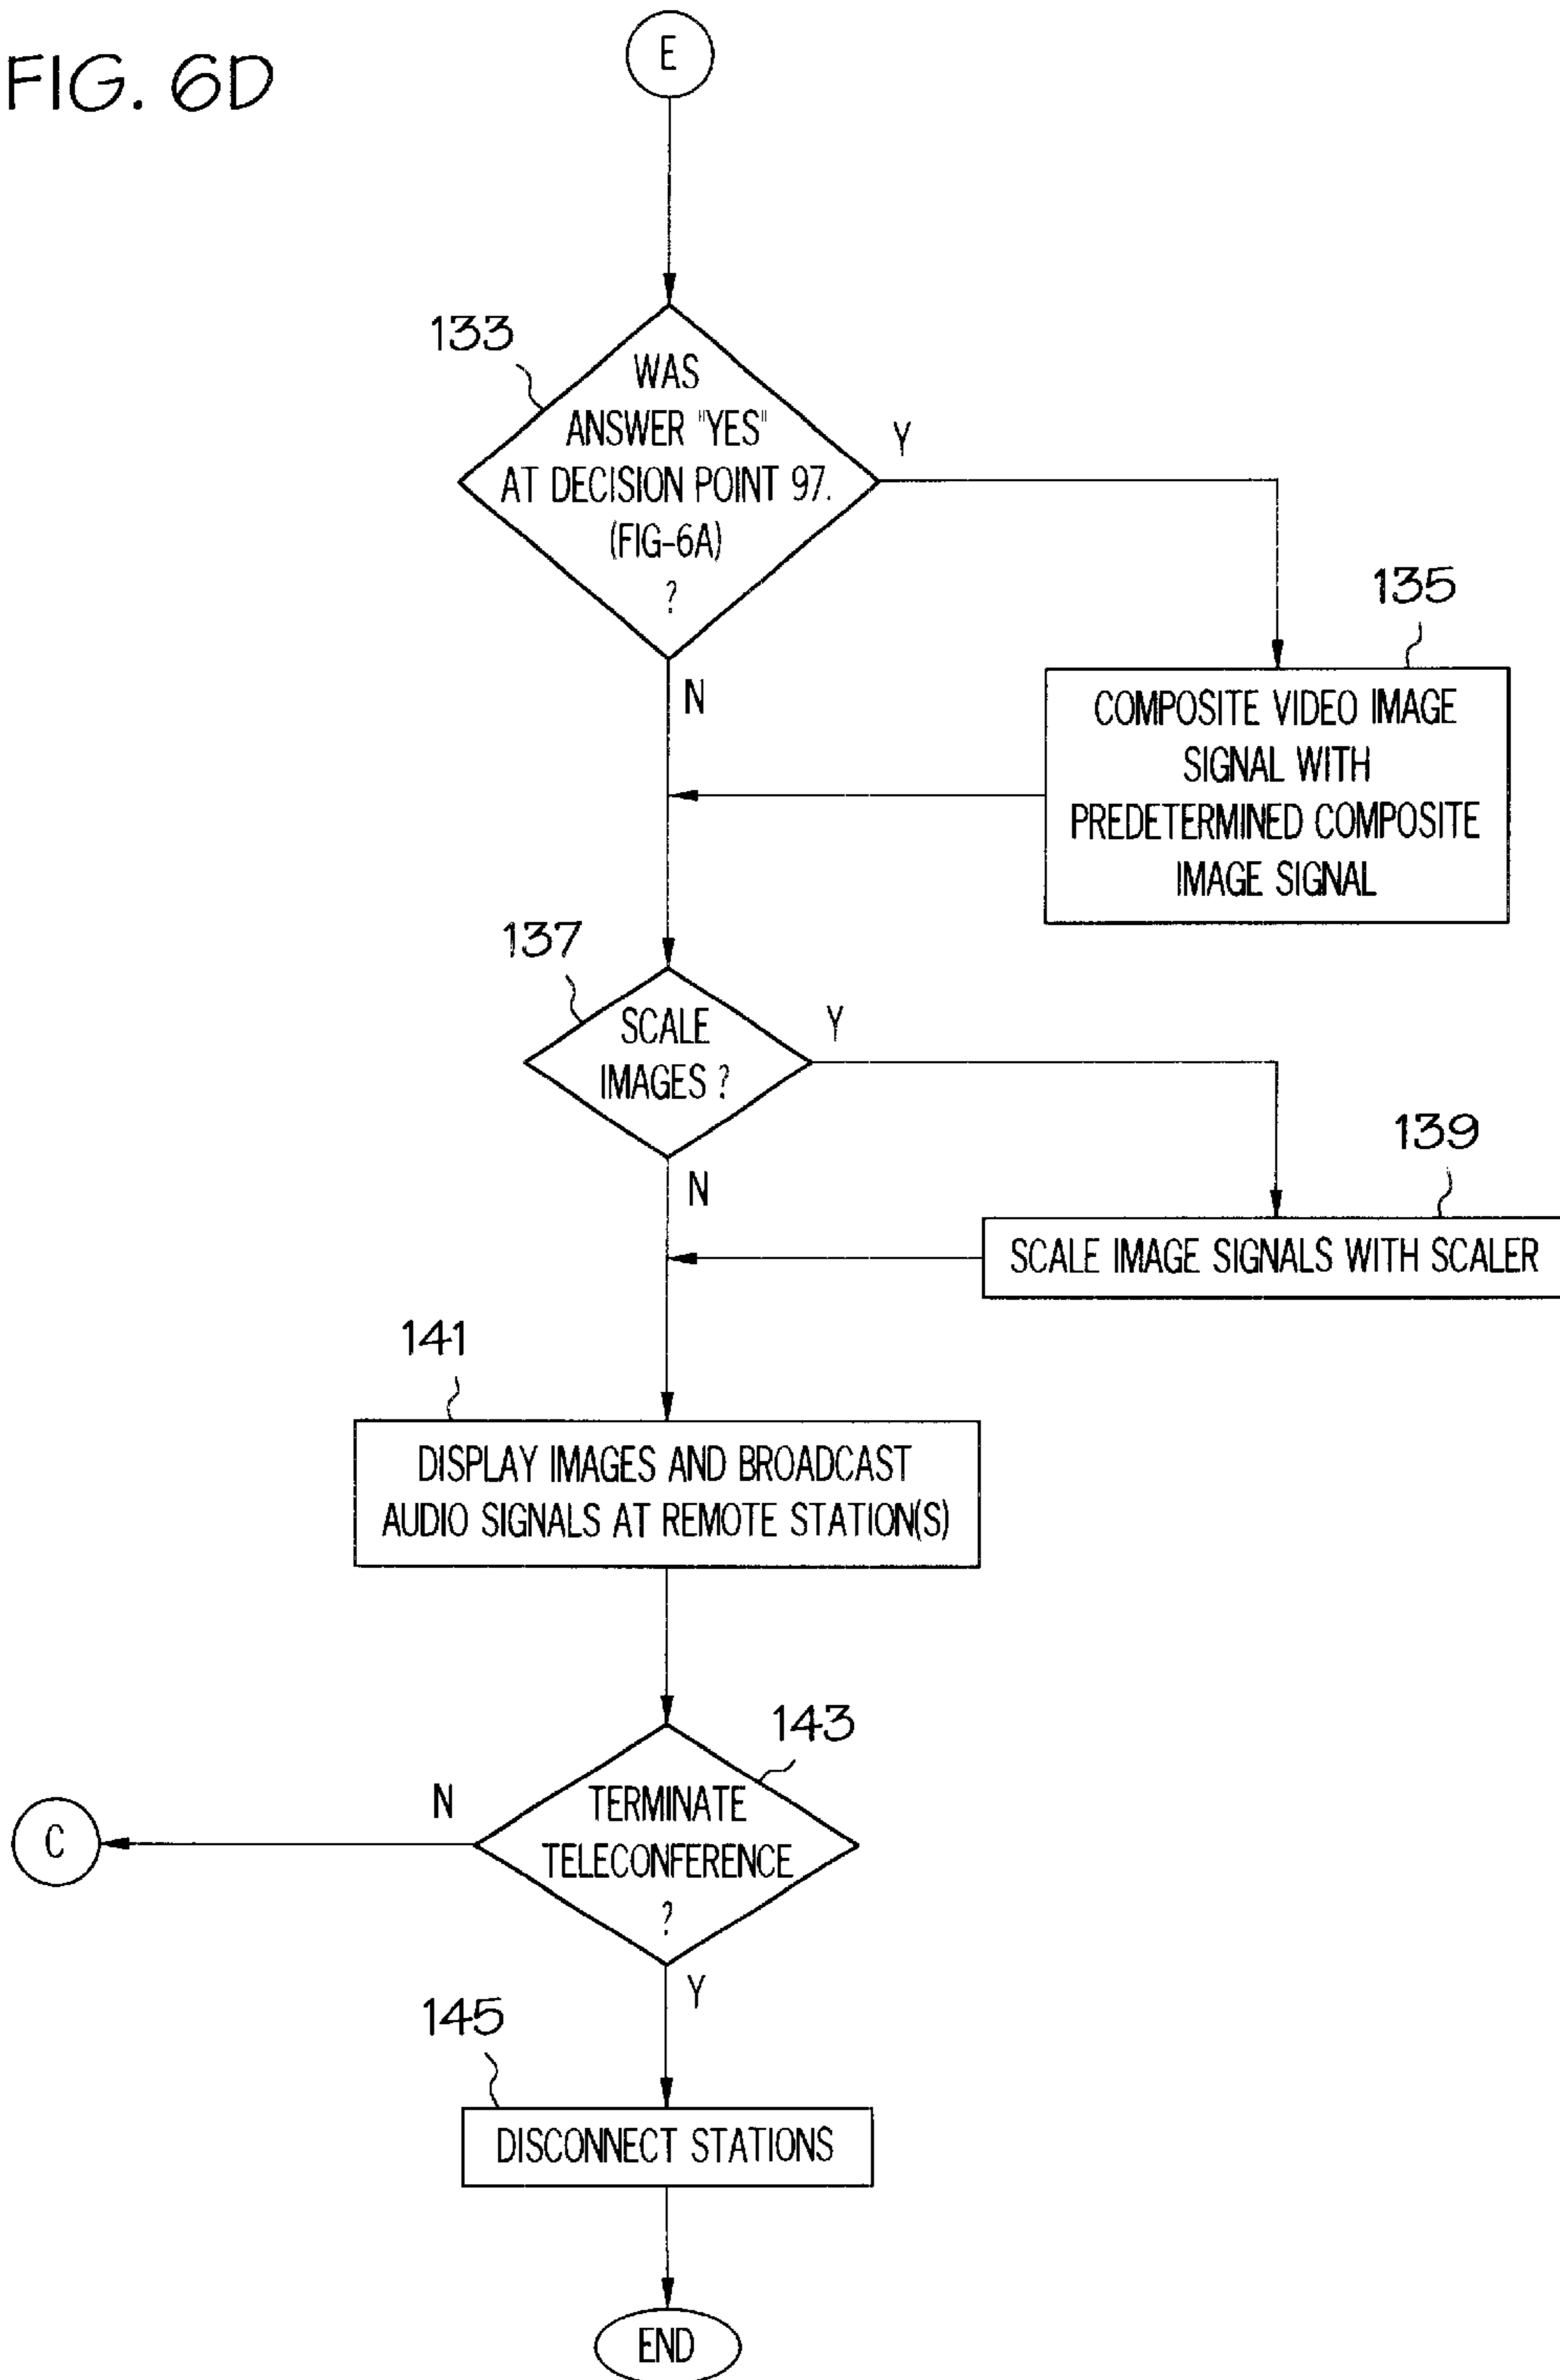 FIG. 6D
E
133
WAS
ANSWER "YES"
AT DECISION POINT 97.
(FIG-6A)
?
Y
N
135
COMPOSITE VIDEO IMAGE
SIGNAL WITH
PREDETERMINED COMPOSITE
IMAGE SIGNAL
137
SCALE
IMAGES ?
Y
N
139
SCALE IMAGE SIGNALS WITH SCALER
141
DISPLAY IMAGES AND BROADCAST
AUDIO SIGNALS AT REMOTE STATION(S)
143
TERMINATE
TELECONFERENCE
?
N
C
Y
145
DISCONNECT STATIONS
END